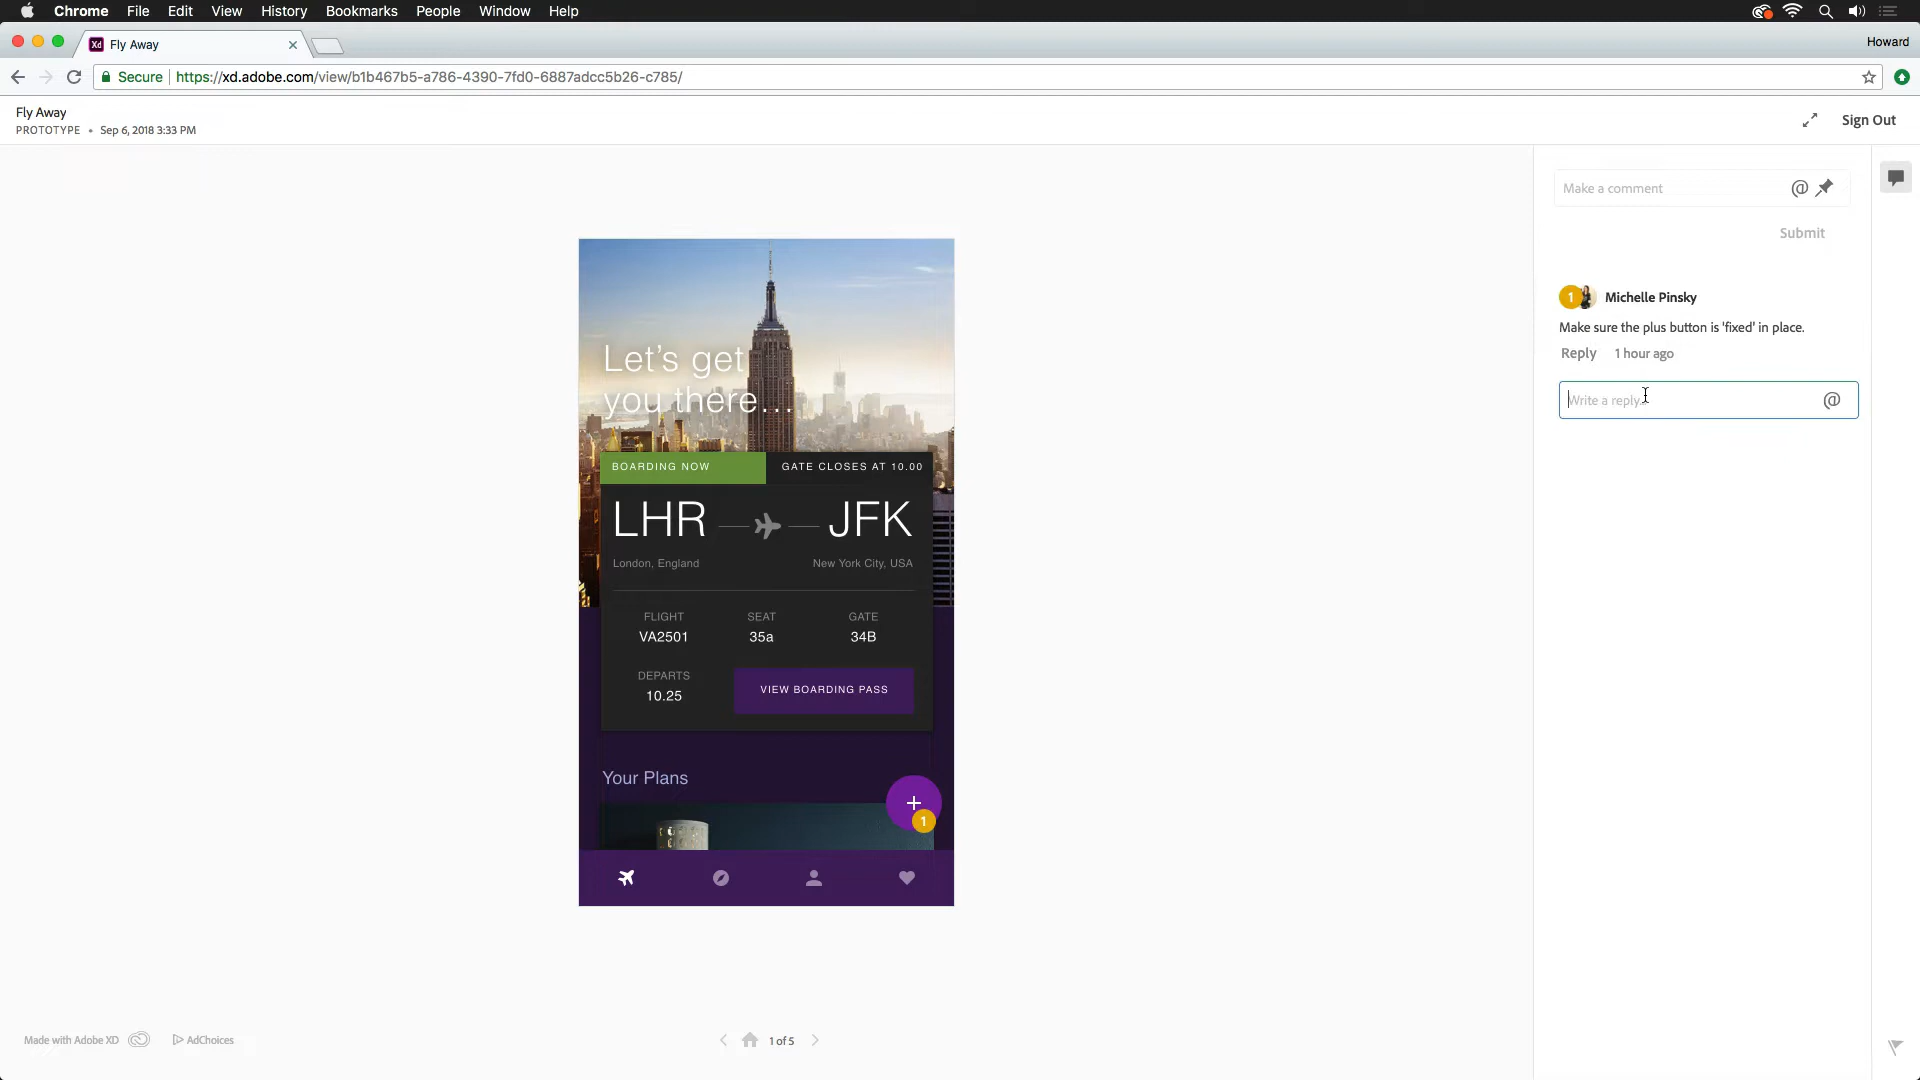 Chrome File Edit View History Bookmarks People Window Help
Xd Fly Away
Howard
Secure https://xd.adobe.com/view/b1b467b5-a786-4390-7fd0-6887adcc5b26-c785/
Fly Away
PROTOTYPE • Sep 6, 2018 3:33 PM
Sign Out
Make a comment @
Submit
1 Michelle Pinsky
Make sure the plus button is 'fixed' in place.
Reply 1 hour ago
Write a reply... @
Let's get
you there...
BOARDING NOW GATE CLOSES AT 10.00
LHR JFK
London, England New York City, USA
FLIGHT SEAT GATE
VA2501 35a 34B
DEPARTS
10.25
VIEW BOARDING PASS
Your Plans
+
1
Made with Adobe XD AdChoices
1 of 5